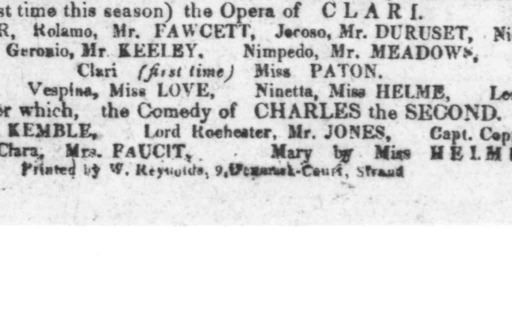 st time this season) the Opera of CLARI.
R, Rolamo, Mr. FAWCETT, Jocoso, Mr. DURUSET, Ni
Geronio, Mr. KEELEY, Nimpedo, Mr. MEADOWS,
Clari (first time) Miss PATON.
Vespina, Miss LOVE, Ninetta, Miss HELME, Le
er which, the Comedy of CHARLES the SECOND.
KEMBLE, Lord Rochester, Mr. JONES, Capt. Cop
Clara, Mrs. FAUCIT, Mary by Miss HELM
Printed by W. Reynolds, 9, Court, Strand